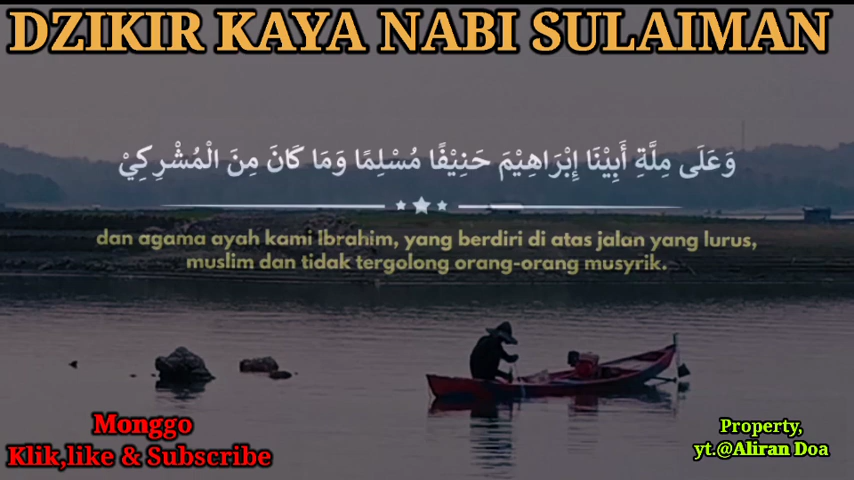 DZIKIR KAYA NABI SULAIMAN
وَعَلَى مِلَّةِ أَبِيْنَا إِبْرَاهِيْمَ حَنِيْفًا مُسْلِمًا وَمَا كَانَ مِنَ الْمُشْرِكِيْ
dan agama ayah kami Ibrahim, yang berdiri di atas jalan yang lurus,
muslim dan tidak tergolong orang-orang musyrik.
Monggo
Klik,like & Subscribe
Property,
yt.@Aliran Doa